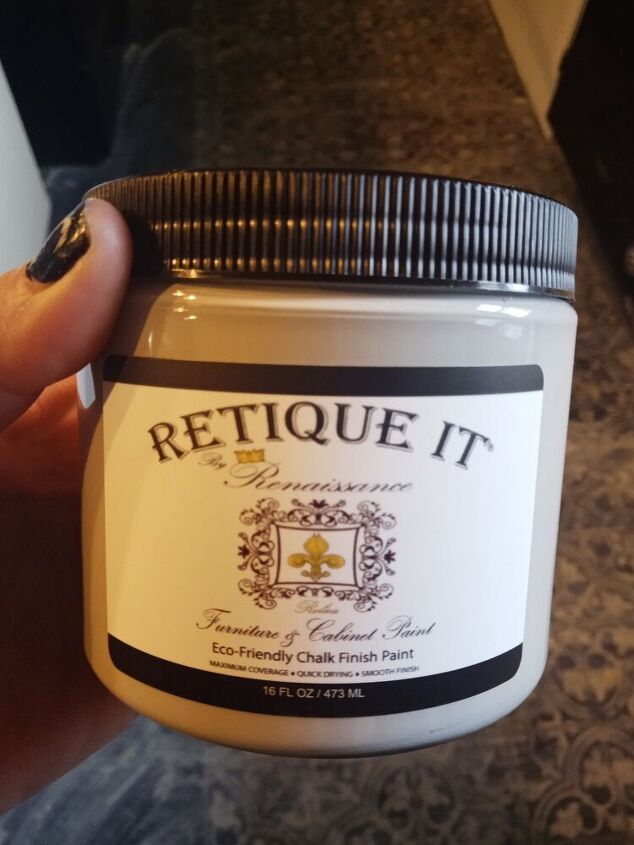 RETIQUE IT®
By Renaissance
Furniture & Cabinet Paint
Eco-Friendly Chalk Finish Paint
MAXIMUM COVERAGE • QUICK DRYING • SMOOTH FINISH
16 FL OZ / 473 ML